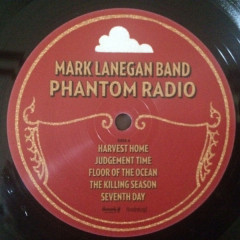 MARK LANEGAN BAND
PHANTOM RADIO
HARVEST HOME
JUDGEMENT TIME
FLOOR OF THE OCEAN
THE KILLING SEASON
SEVENTH DAY